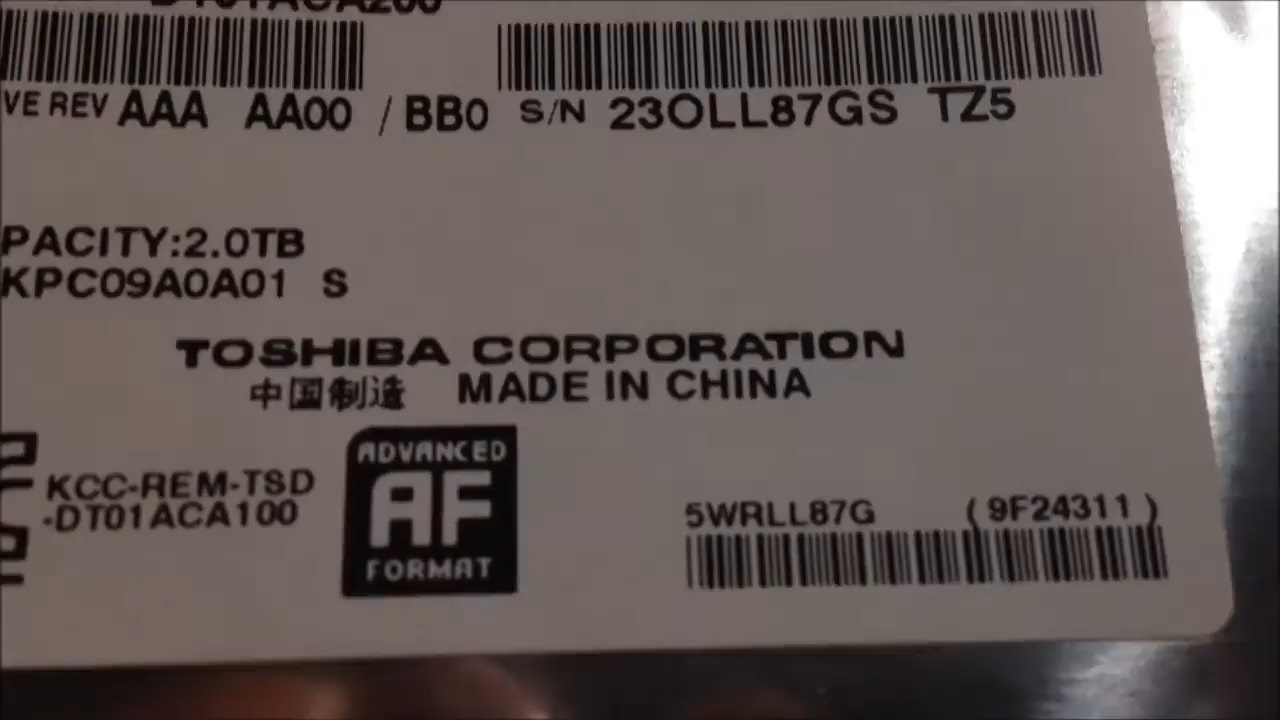 DT01ACA200
VE REV AAA AA00 / BB0 S/N 23OLL87GS TZ5
PACITY:2.0TB
KPC09A0A01 S
TOSHIBA CORPORATION
中国制造 MADE IN CHINA
KCC-REM-TSD
-DT01ACA100
ADVANCED
AF
FORMAT
5WRLL87G ( 9F24311 )